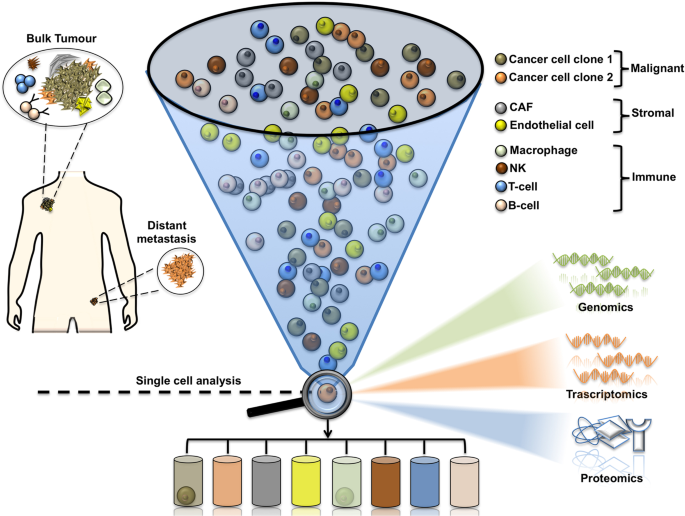 Bulk Tumour
Cancer cell clone 1
Cancer cell clone 2
Malignant
CAF
Endothelial cell
Stromal
Macrophage
NK
T-cell
B-cell
Immune
Distant
metastasis
Genomics
Single cell analysis
Trascriptomics
Proteomics